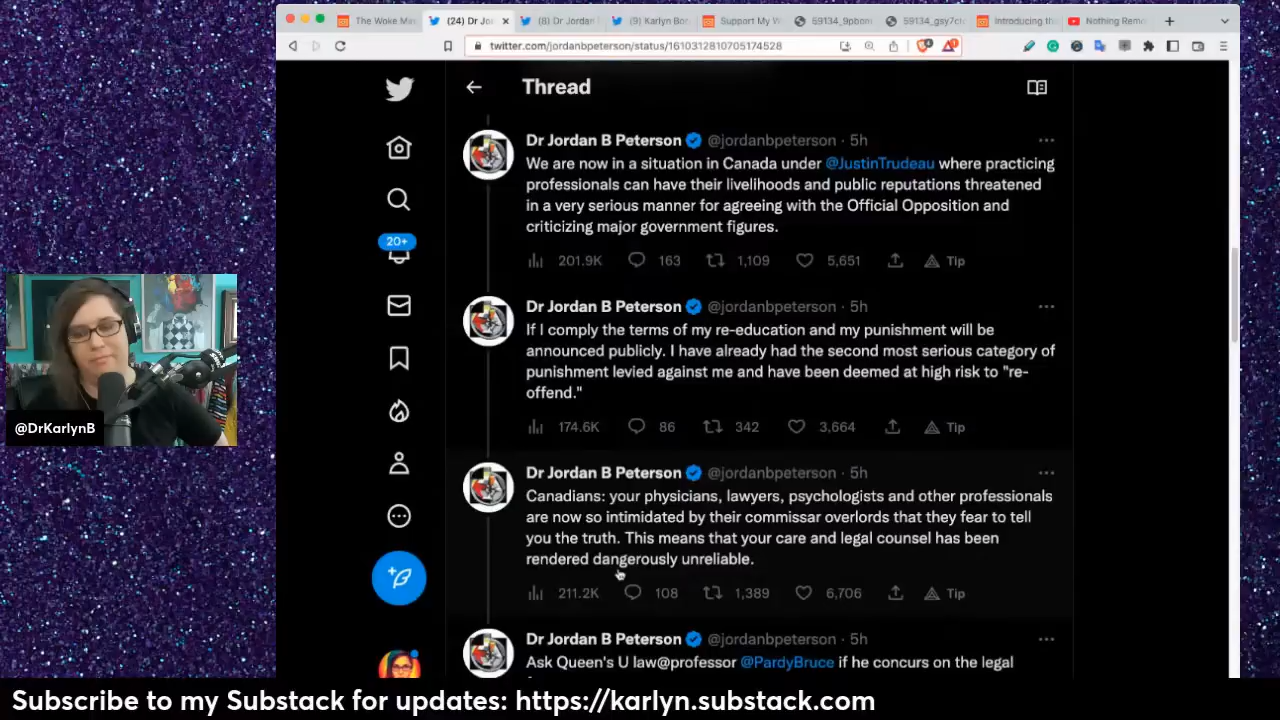 The Woke Min
(24) Dr Jo
(8) Dr Jordan
(9) Karlyn Bor
Support My W
59134_9pbom
59134_gsy7c
Introducing th
Nothing Remo
twitter.com/jordanbpeterson/status/1610312810705174528
Thread
Dr Jordan B Peterson @jordanbpeterson · 5h
We are now in a situation in Canada under @JustinTrudeau where practicing
professionals can have their livelihoods and public reputations threatened
in a very serious manner for agreeing with the Official Opposition and
criticizing major government figures.
201.9K 163 1,109 5,651 Tip
20+
Dr Jordan B Peterson @jordanbpeterson · 5h
If I comply the terms of my re-education and my punishment will be
announced publicly. I have already had the second most serious category of
punishment levied against me and have been deemed at high risk to "re-
offend."
174.6K 86 342 3,664 Tip
@DrKarlynB
Dr Jordan B Peterson @jordanbpeterson · 5h
Canadians: your physicians, lawyers, psychologists and other professionals
are now so intimidated by their commissar overlords that they fear to tell
you the truth. This means that your care and legal counsel has been
rendered dangerously unreliable.
211.2K 108 1,389 6,706 Tip
Dr Jordan B Peterson @jordanbpeterson · 5h
Ask Queen's U law@professor @PardyBruce if he concurs on the legal
Subscribe to my Substack for updates: https://karlyn.substack.com